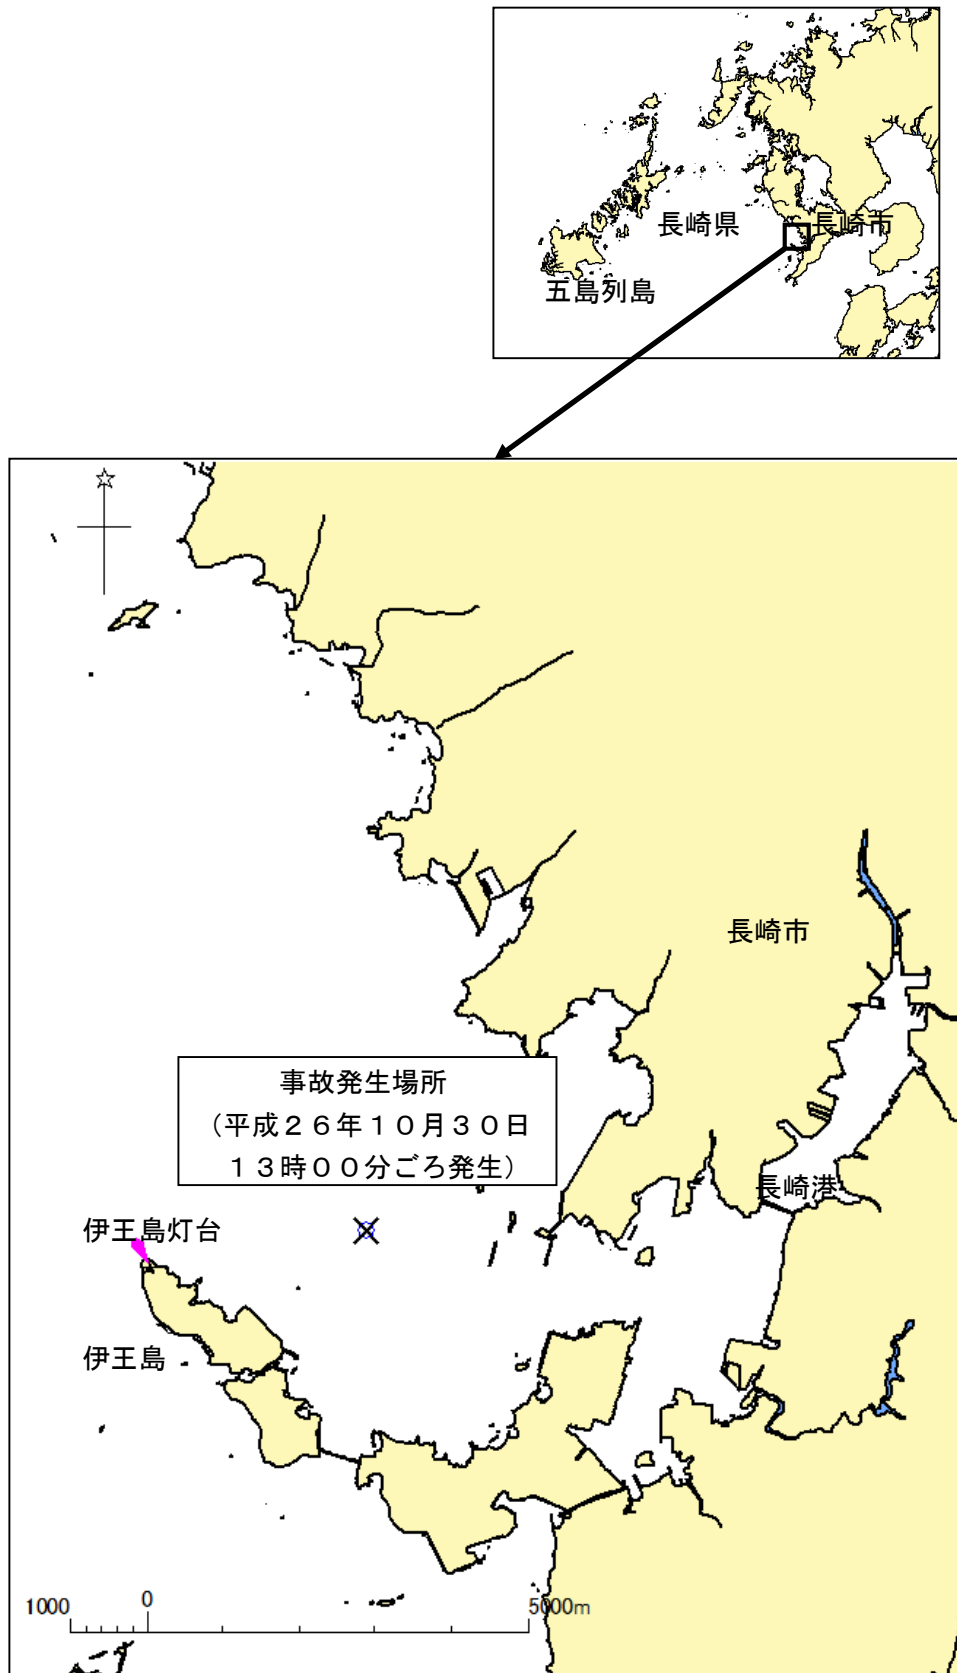 長崎県
長崎市
五島列島
長崎市
事故発生場所
(平成26年10月30日
13時00分ごろ発生)
長崎港
伊王島灯台
伊王島
1000
0
5000m